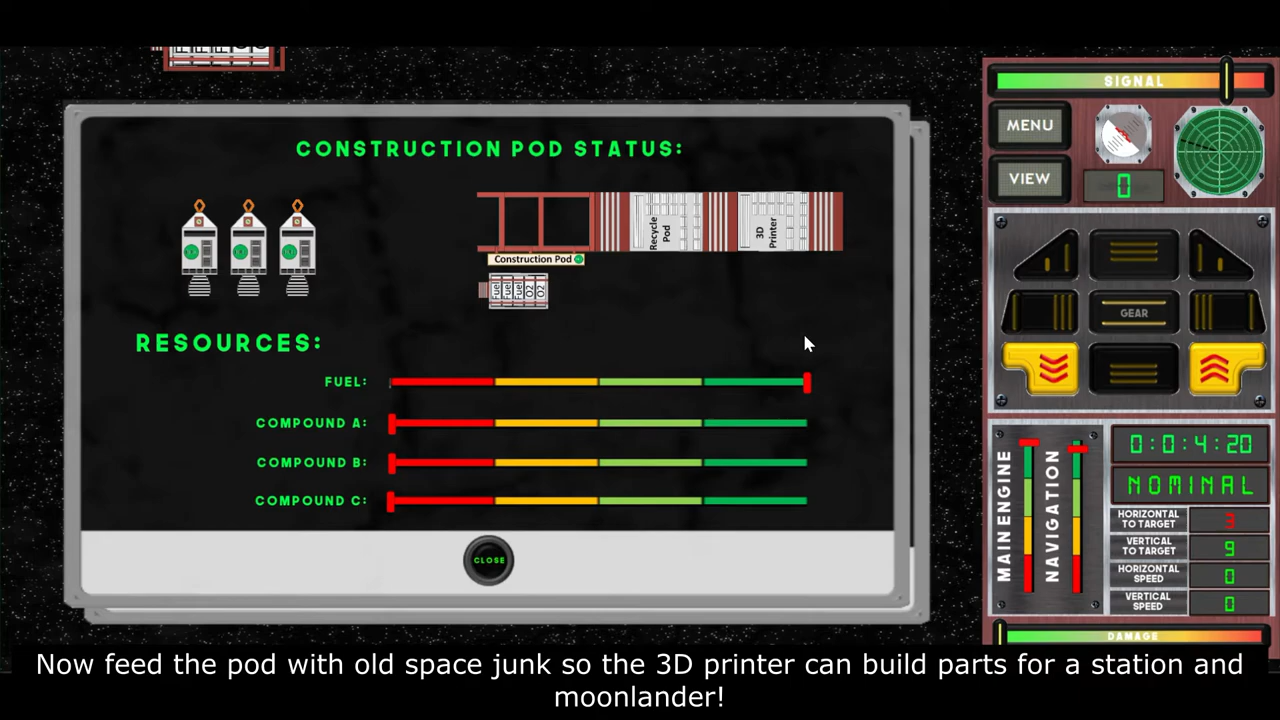 SIGNAL
MENU
VIEW
0
CONSTRUCTION POD STATUS:
Recycle
Pod
3D
Printer
Construction Pod
Fuel
Fuel
Fuel
O2
O2
RESOURCES:
FUEL:
COMPOUND A:
COMPOUND B:
COMPOUND C:
CLOSE
GEAR
MAIN ENGINE
NAVIGATION
0:0:4:20
NOMINAL
HORIZONTAL
TO TARGET
3
VERTICAL
TO TARGET
9
HORIZONTAL
SPEED
0
VERTICAL
SPEED
0
DAMAGE
Now feed the pod with old space junk so the 3D printer can build parts for a station and
moonlander!